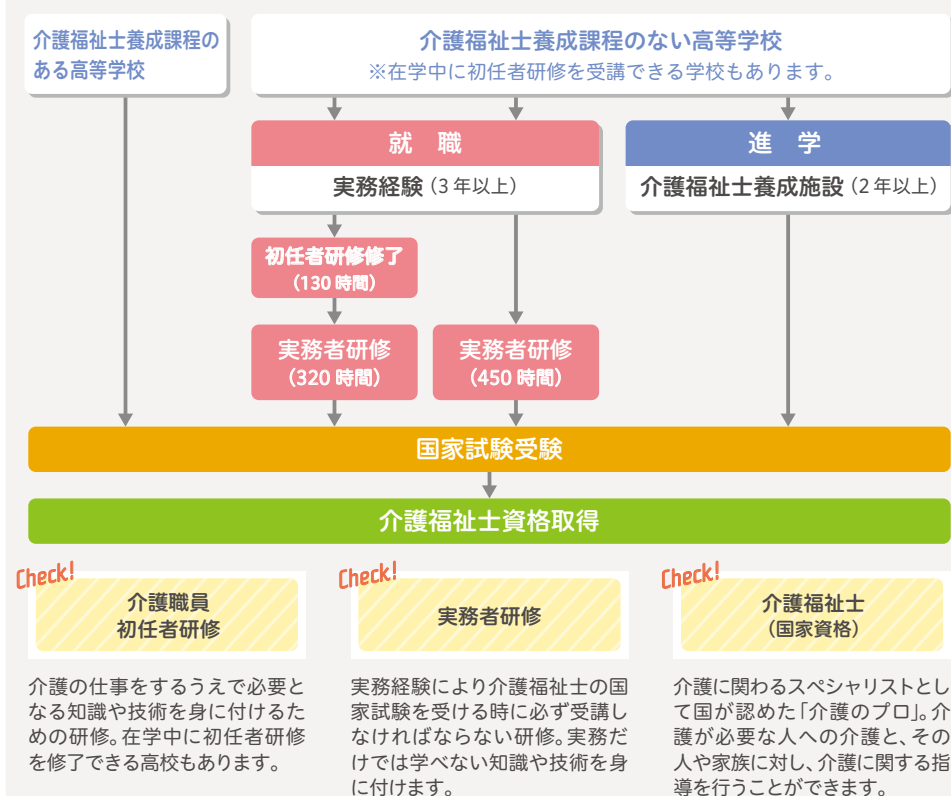 介護福祉士養成課程の
ある高等学校
介護福祉士養成課程のない高等学校
※在学中に初任者研修を受講できる学校もあります。
就 職
実務経験（3年以上）
進 学
介護福祉士養成施設（2年以上）
初任者研修修了
（130時間）
実務者研修
（320時間）
実務者研修
（450時間）
国家試験受験
介護福祉士資格取得
Check!
介護職員
初任者研修
介護の仕事をするうえで必要と
なる知識や技術を身に付けるた
めの研修。在学中に初任者研修
を修了できる高校もあります。
Check!
実務者研修
実務経験により介護福祉士の国
家試験を受ける時に必ず受講し
なければならない研修。実務だ
けでは学べない知識や技術を身
に付けます。
Check!
介護福祉士
（国家資格）
介護に関わるスペシャリストとし
て国が認めた「介護のプロ」。介
護が必要な人への介護と、その
人や家族に対し、介護に関する指
導を行うことができます。